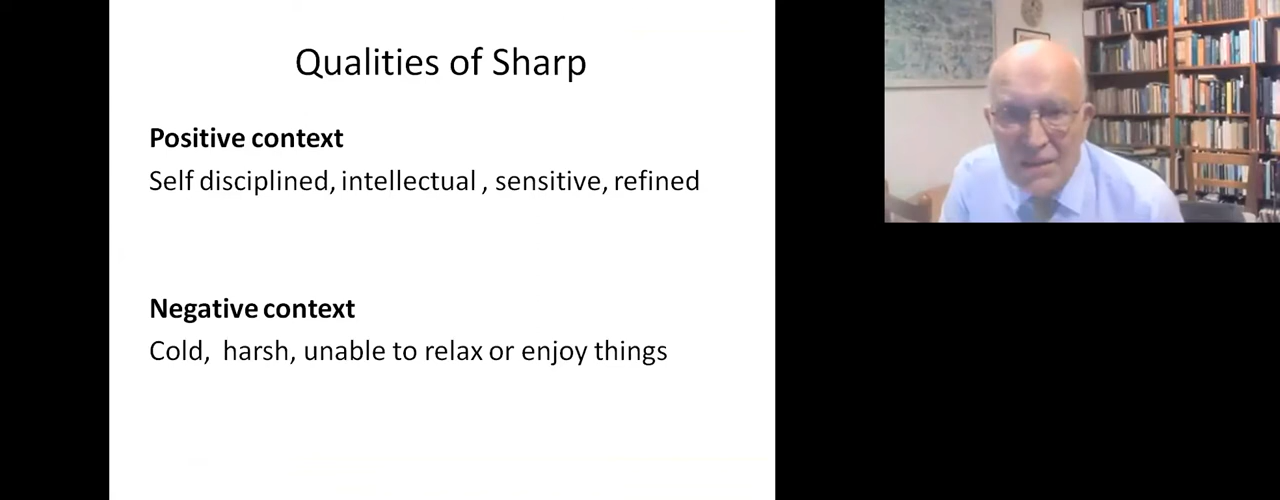 Qualities of Sharp
Positive context
Self disciplined, intellectual , sensitive, refined
Negative context
Cold,  harsh, unable to relax or enjoy things